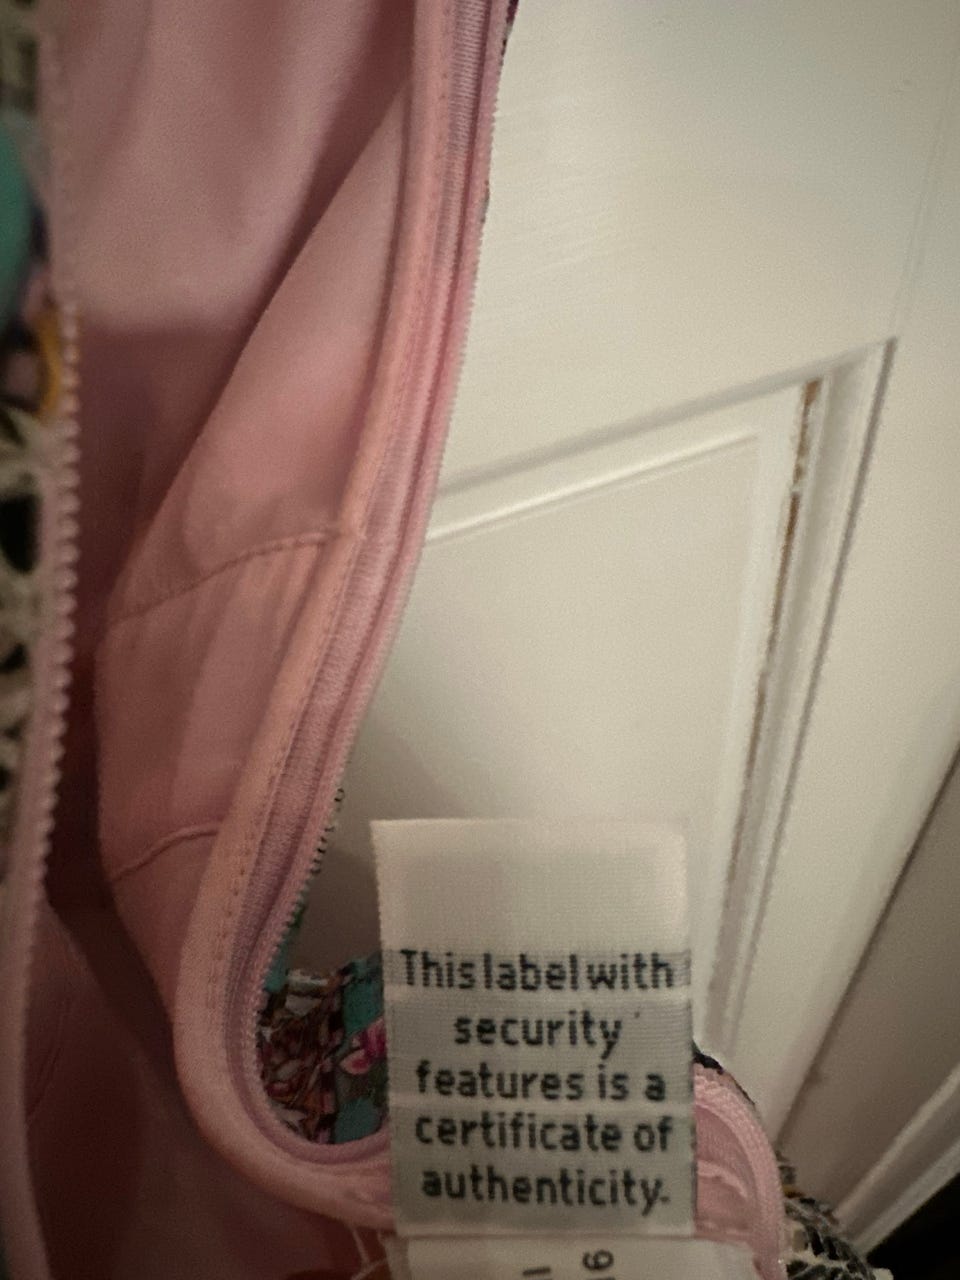 This label with
security
features is a
certificate of
authenticity.